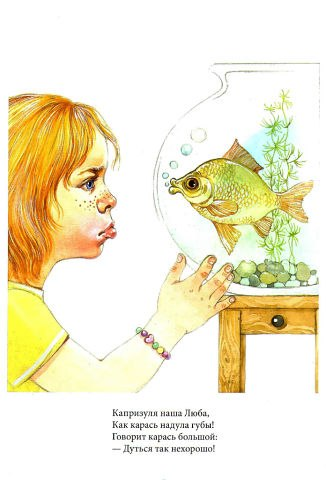 Капризуля наша Люба,
Как карась надула губы!
Говорит карась большой:
— Дуться так нехорошо!